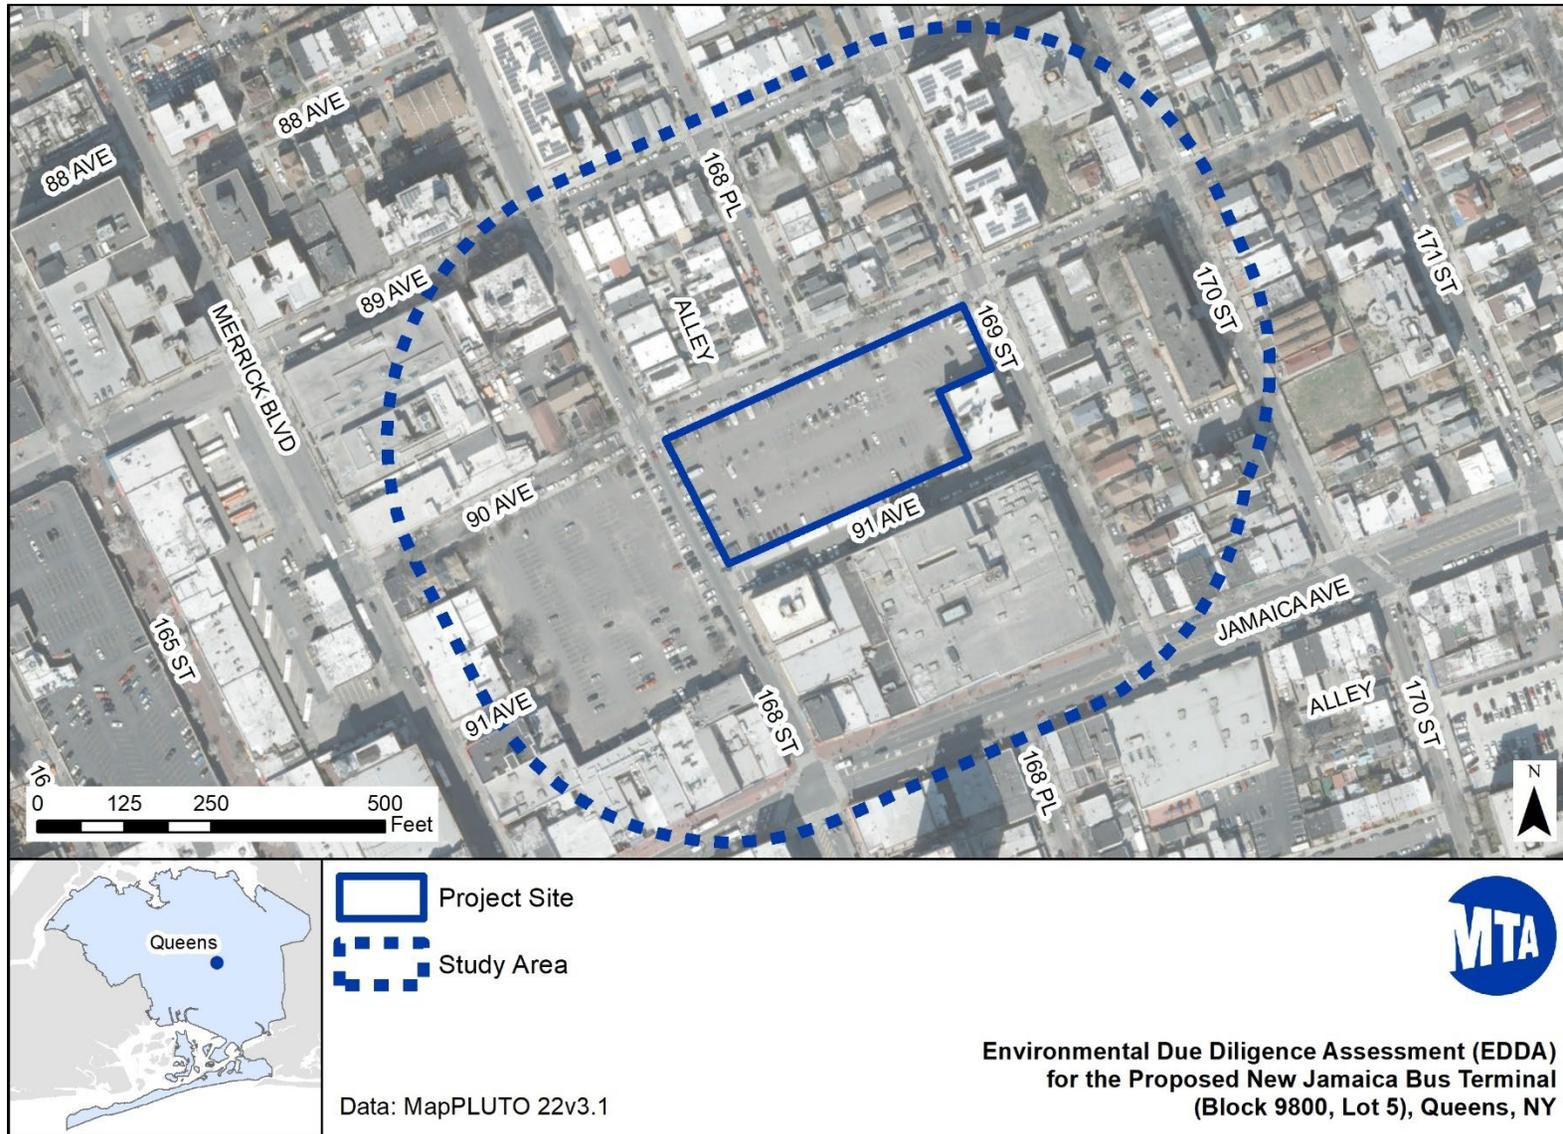 88 AVE
88 AVE
168 PL
171 ST
89 AVE
170 ST
MERRICK BLVD
ALLEY
169 ST
90 AVE
91 AVE
JAMAICA AVE
165 ST
91 AVE
168 ST
ALLEY
170 ST
168 PL
16
0 125 250 500
Feet
N
Queens
Project Site
Study Area
MTA
Data: MapPLUTO 22v3.1
Environmental Due Diligence Assessment (EDDA)
for the Proposed New Jamaica Bus Terminal
(Block 9800, Lot 5), Queens, NY